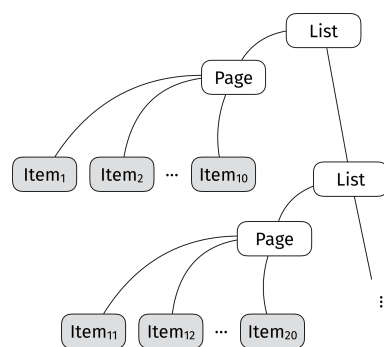 List
Page
Item₁ Item₂ ... Item₁₀
List
Page
⋮
Item₁₁ Item₁₂ ... Item₂₀